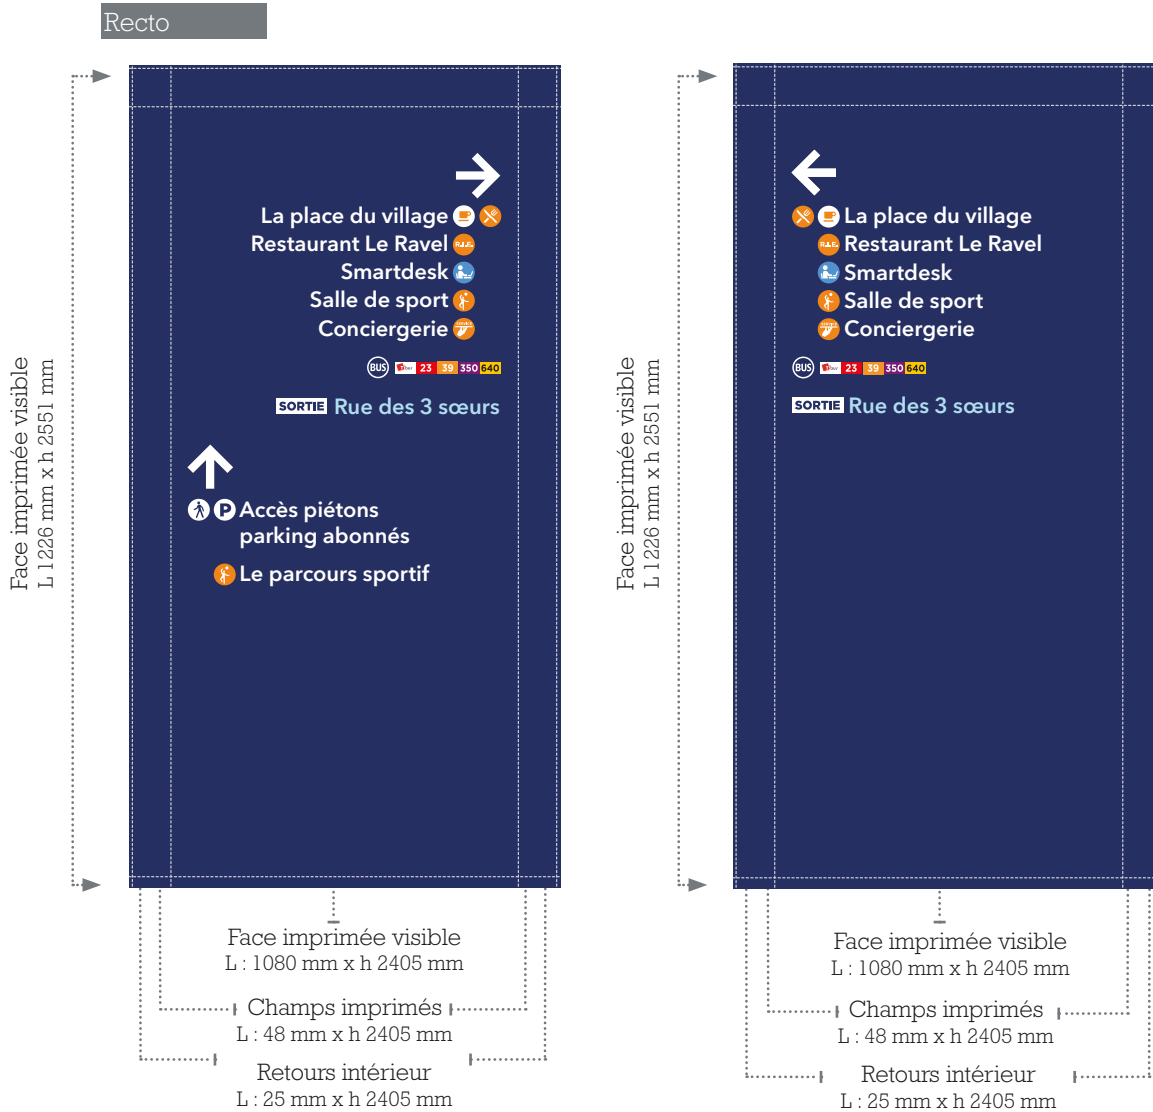 Recto
La place du village
Restaurant Le Ravel
Smartdesk
Salle de sport
Conciergerie
BUS 23 39 350 640
SORTIE Rue des 3 sœurs
P Accès piétons
parking abonnés
Le parcours sportif
Face imprimée visible
L 1226 mm x h 2551 mm
Face imprimée visible
L : 1080 mm x h 2405 mm
Champs imprimés
L : 48 mm x h 2405 mm
Retours intérieur
L : 25 mm x h 2405 mm
La place du village
Restaurant Le Ravel
Smartdesk
Salle de sport
Conciergerie
BUS 23 39 350 640
SORTIE Rue des 3 sœurs
Face imprimée visible
L 1226 mm x h 2551 mm
Face imprimée visible
L : 1080 mm x h 2405 mm
Champs imprimés
L : 48 mm x h 2405 mm
Retours intérieur
L : 25 mm x h 2405 mm